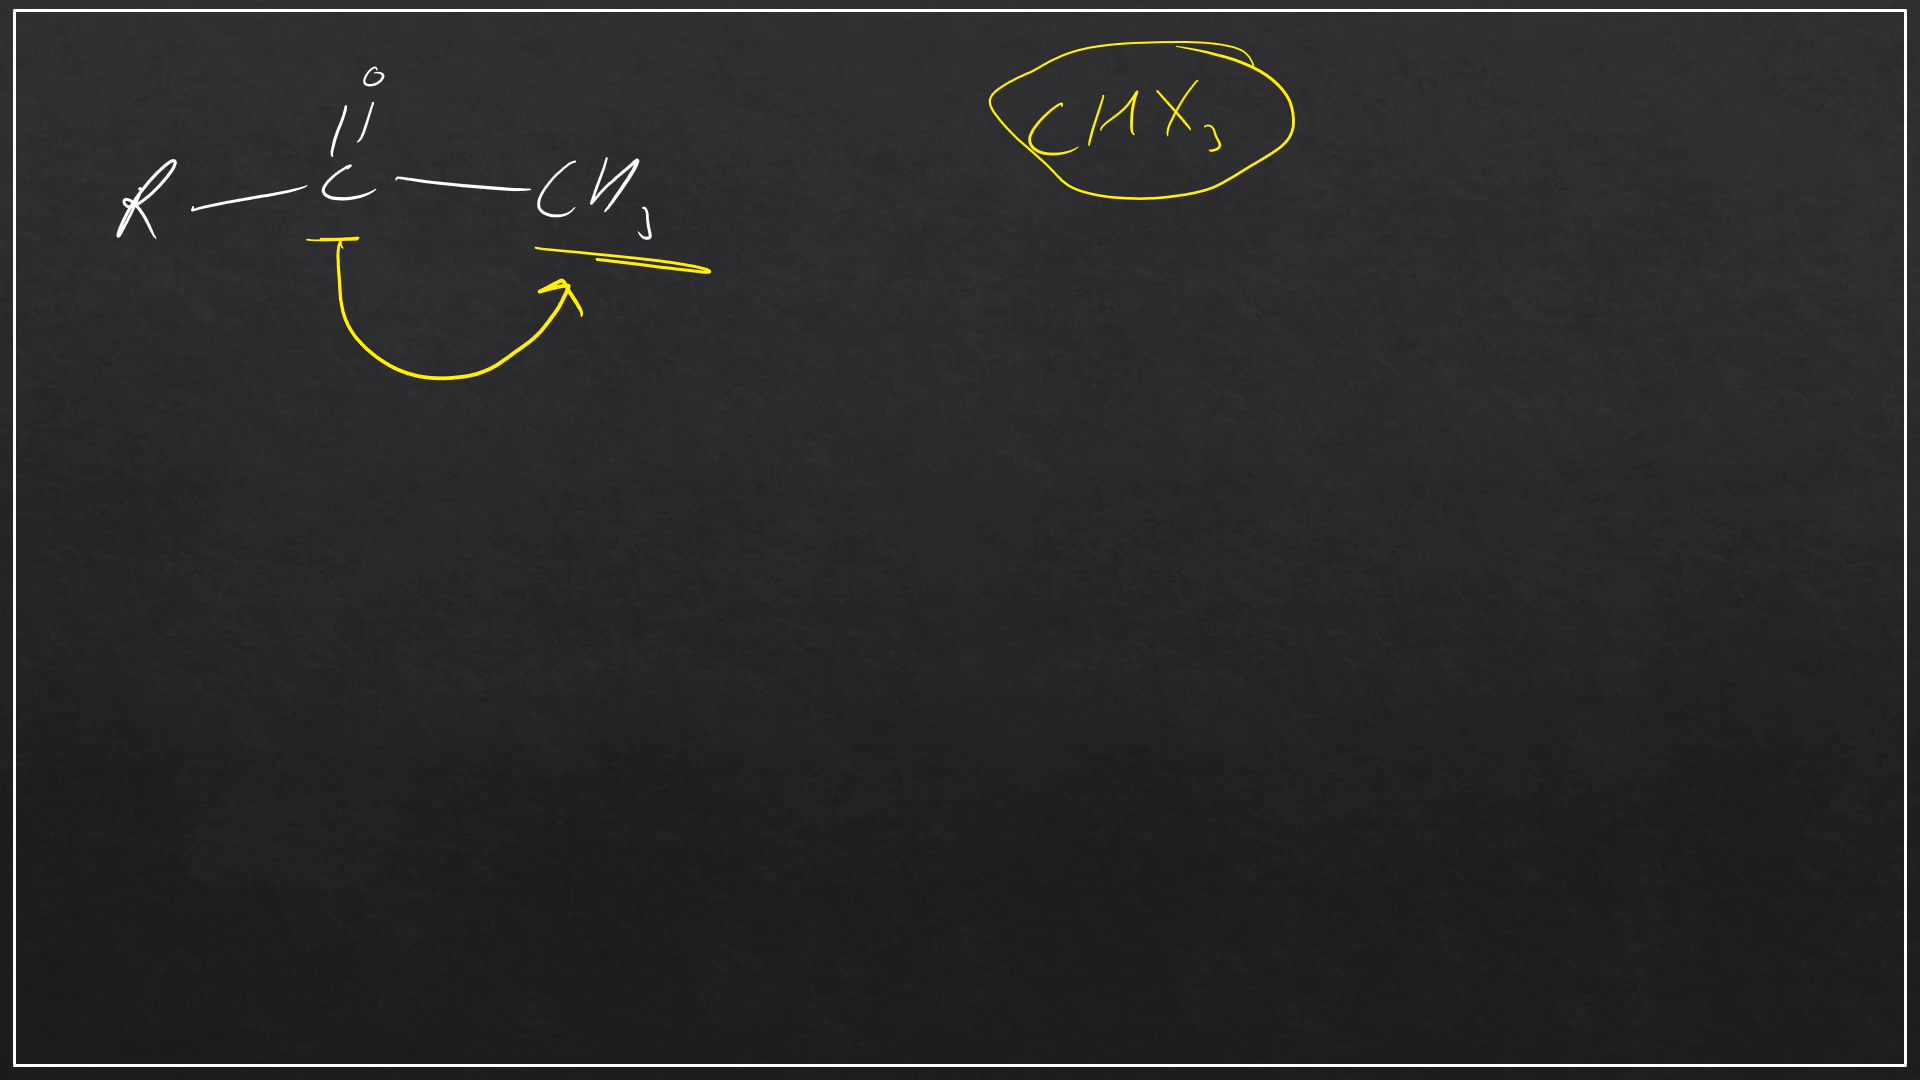 O
||
R — C — CH3
CHX3